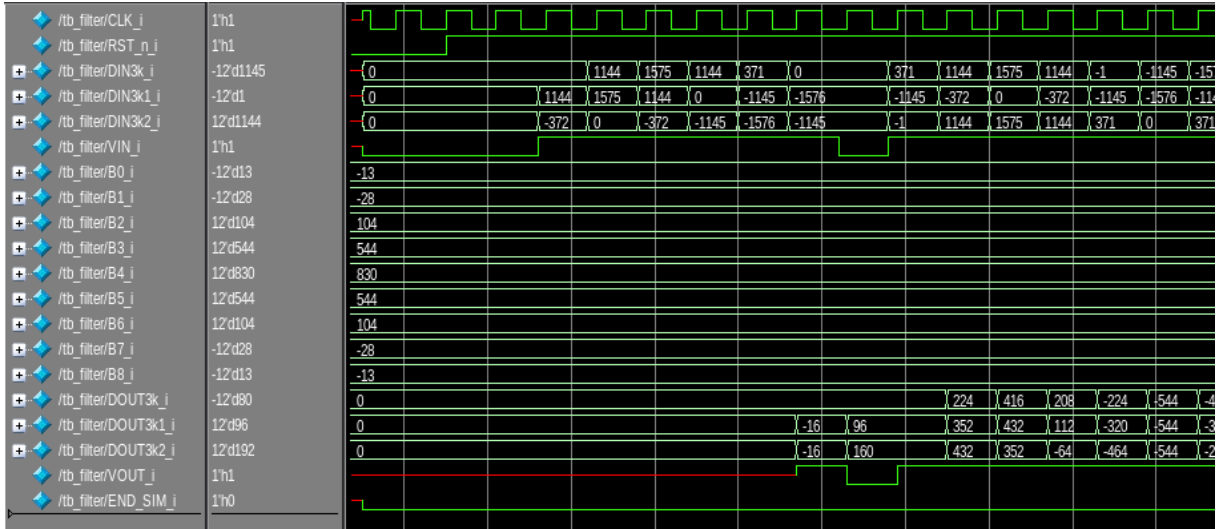 /tb_filter/CLK_i 1'h1
/tb_filter/RST_n_i 1'h1
/tb_filter/DIN3k_i -12'd1145 0 1144 1575 1144 371 0 371 1144 1575 1144 -1 -1145 -15
/tb_filter/DIN3k1_i -12'd1 0 1144 1575 1144 0 -1145 -1576 -1145 -372 0 -372 -1145 -1576 -114
/tb_filter/DIN3k2_i 12'd1144 0 -372 0 -372 -1145 -1576 -1145 -1 1144 1575 1144 371 0 371
/tb_filter/VIN_i 1'h1
/tb_filter/B0_i -12'd13 -13
/tb_filter/B1_i -12'd28 -28
/tb_filter/B2_i 12'd104 104
/tb_filter/B3_i 12'd544 544
/tb_filter/B4_i 12'd830 830
/tb_filter/B5_i 12'd544 544
/tb_filter/B6_i 12'd104 104
/tb_filter/B7_i -12'd28 -28
/tb_filter/B8_i -12'd13 -13
/tb_filter/DOUT3k_i -12'd80 0 224 416 208 -224 -544 -4
/tb_filter/DOUT3k1_i 12'd96 0 -16 96 352 432 112 -320 -544 -3
/tb_filter/DOUT3k2_i 12'd192 0 -16 160 432 352 -64 -464 -544 -2
/tb_filter/VOUT_i 1'h1
/tb_filter/END_SIM_i 1'h0